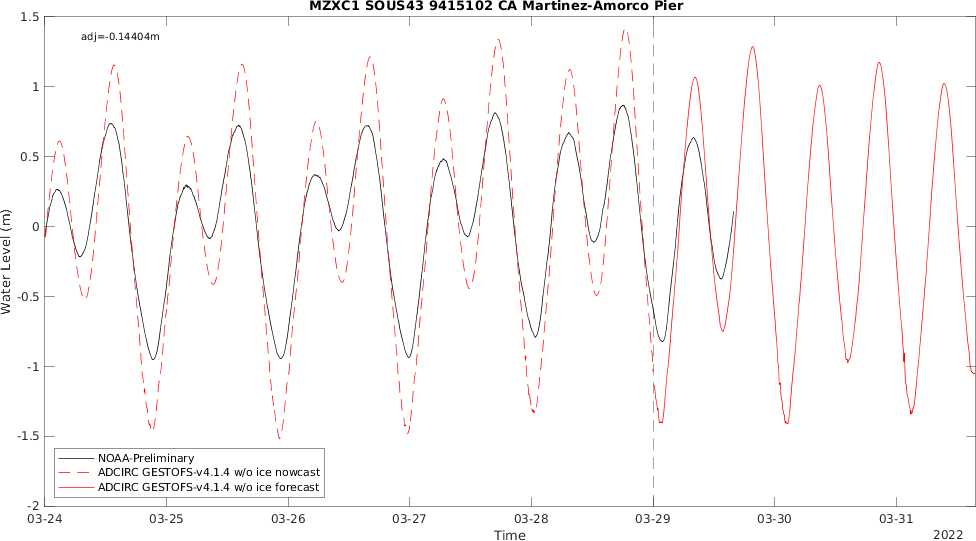 MZXC1 SOUS43 9415102 CA Martinez-Amorco Pier
adj=-0.14404m
1.5
1
0.5
0
-0.5
-1
-1.5
-2
Water Level (m)
NOAA-Preliminary
ADCIRC GESTOFS-v4.1.4 w/o ice nowcast
ADCIRC GESTOFS-v4.1.4 w/o ice forecast
03-24 03-25 03-26 03-27 03-28 03-29 03-30 03-31
Time
2022